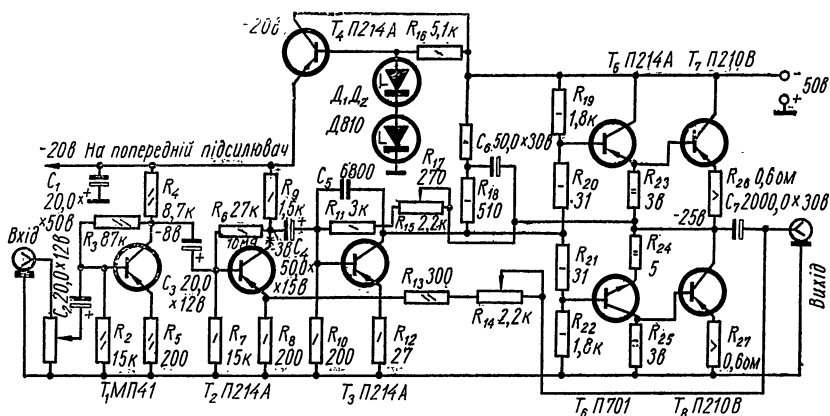 -20в
T4 П214А
R16 5,1к
T5 П214А
T7 П210В
Д1Д2
Д810
R19
1,8к
-
+ 50в
-20в На попередній підсилювач
C1
20,0
×50в
R4
8,7к
R9
1,5к
C5
6800
R17
270
C6 50,0×30в
R18
510
R20
31
R23
3в
R26 0,6ом
-25в
C7 2000,0×30в
Вхід
R3 87к
C2 20,0×12в
-8в
R6 27к
-3в
C4
50,0×
×15в
R11 3к
R15 2,2к
C3 20,0
×12в
R13 300
R14 2,2к
R21
31
R24
5
Вихід
R2
15к
R5
200
R7
15к
R8
200
R10
200
R12
27
R22
1,8к
R25
3в
R27
0,6ом
T1 МП41
T2 П214А
T3 П214А
T6 П701
T8 П210В